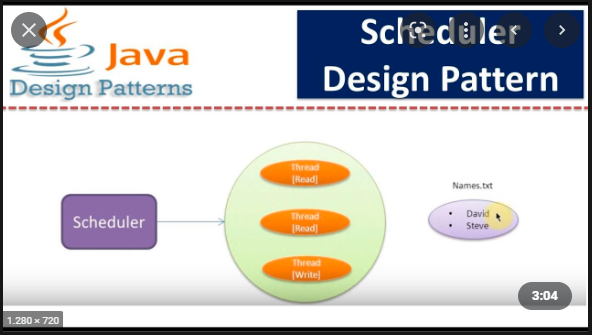 Java
Design Patterns
Scheduler
Design Pattern
Scheduler
Thread
[Read]
Thread
[Read]
Thread
[Write]
Names.txt
• David
• Steve
3:04
1.280 × 720